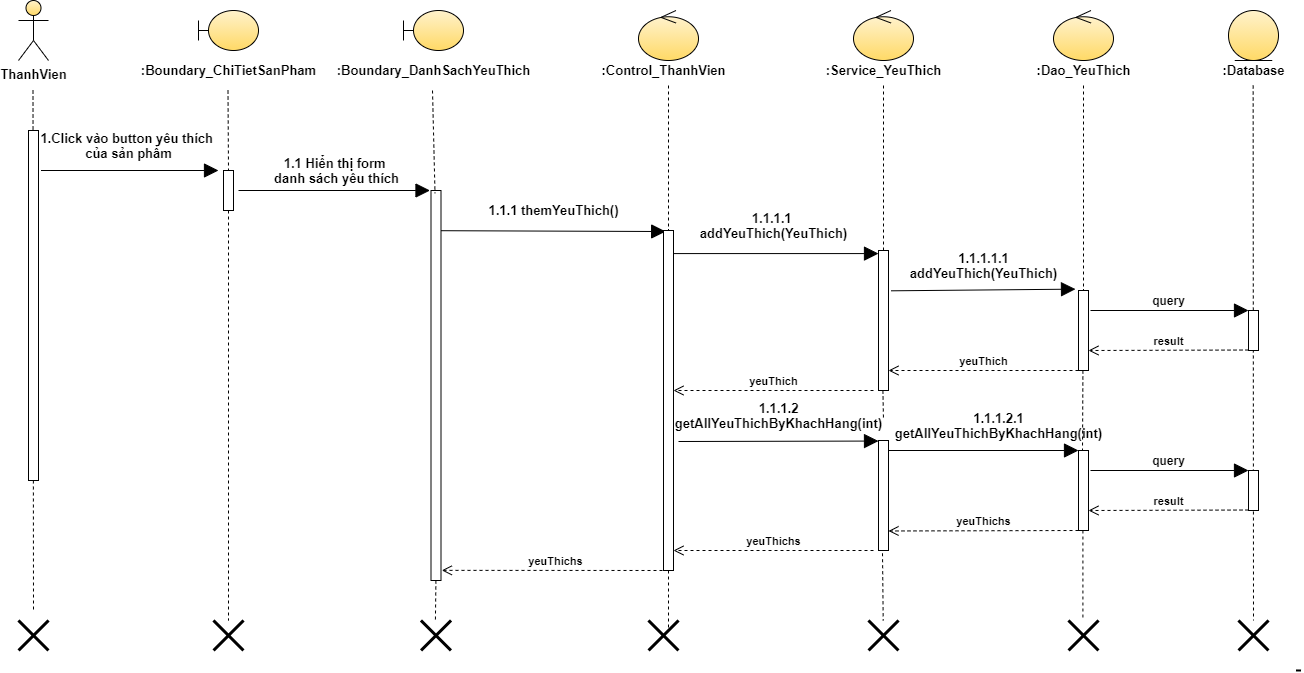 ThanhVien
:Boundary_ChiTietSanPham
:Boundary_DanhSachYeuThich
:Control_ThanhVien
:Service_YeuThich
:Dao_YeuThich
:Database
1.Click vào button yêu thích
của sản phẩm
1.1 Hiển thị form
danh sách yêu thích
1.1.1 themYeuThich()
1.1.1.1
addYeuThich(YeuThich)
1.1.1.1.1
addYeuThich(YeuThich)
query
result
yeuThich
yeuThich
1.1.1.2
getAllYeuThichByKhachHang(int)
1.1.1.2.1
getAllYeuThichByKhachHang(int)
query
result
yeuThichs
yeuThichs
yeuThichs